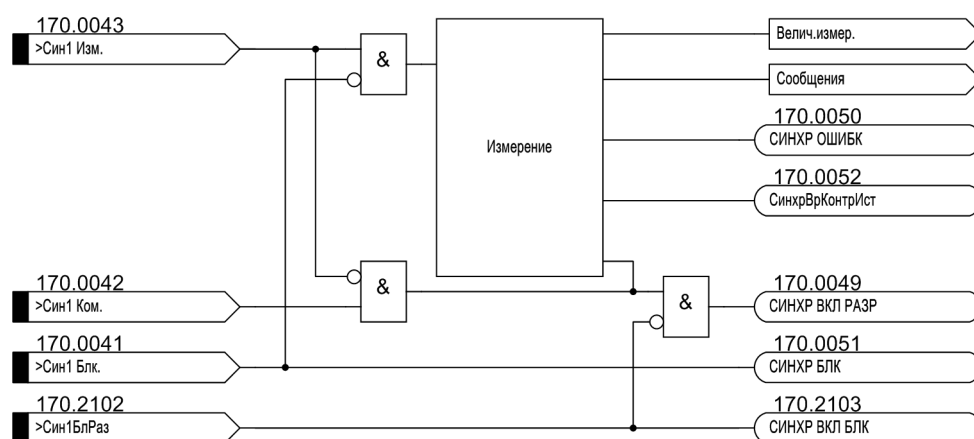 170.0043
>Син1 Изм.
&
Велич.измер.
Сообщения
170.0050
СИНХР ОШИБК
Измерение
170.0052
СинхрВрКонтрИст
170.0042
>Син1 Ком.
&
&
170.0049
СИНХР ВКЛ РАЗР
170.0041
>Син1 Блк.
170.0051
СИНХР БЛК
170.2102
>Син1БлРаз
170.2103
СИНХР ВКЛ БЛК